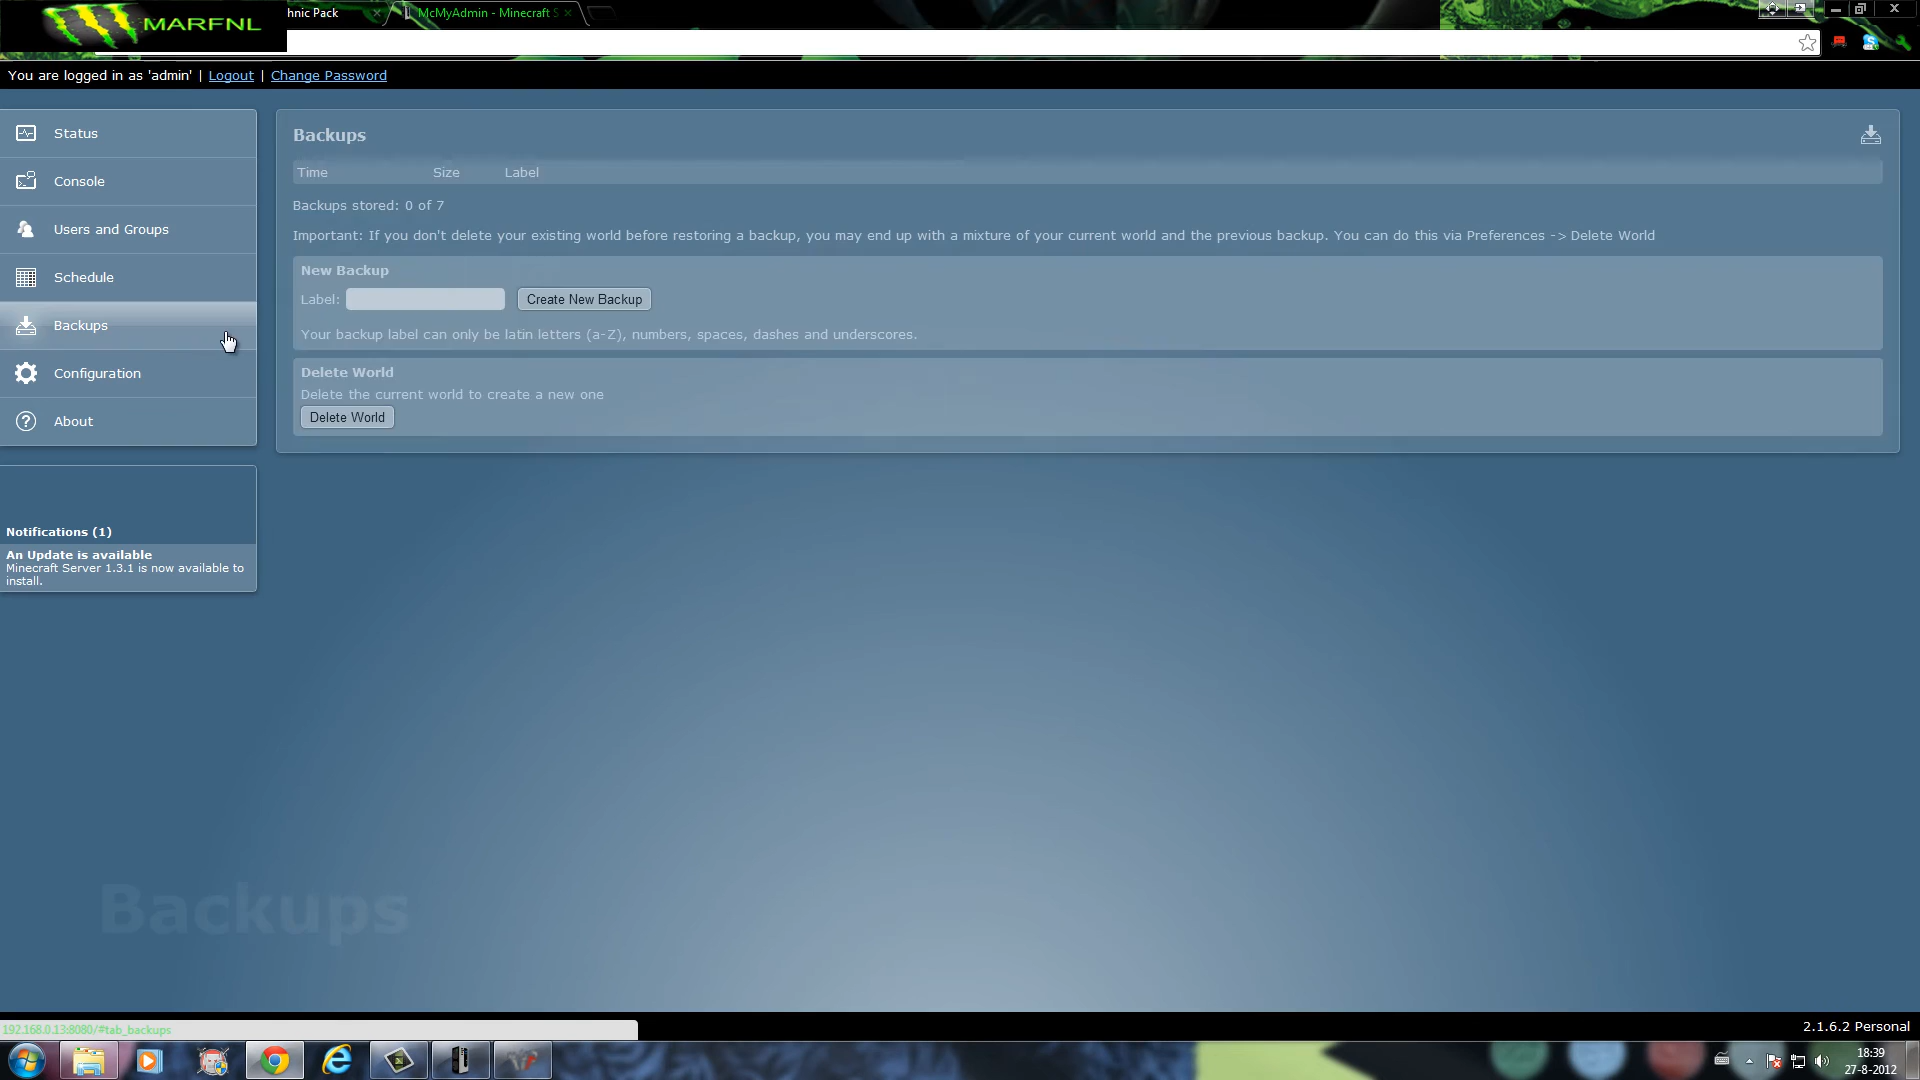 MARFNL
hnic Pack
McMyAdmin - Minecraft S
You are logged in as 'admin' | Logout | Change Password
Status
Console
Users and Groups
Schedule
Backups
Configuration
About
Notifications (1)
An Update is available
Minecraft Server 1.3.1 is now available to
install.
Backups
Time Size Label
Backups stored: 0 of 7
Important: If you don't delete your existing world before restoring a backup, you may end up with a mixture of your current world and the previous backup. You can do this via Preferences -> Delete World
New Backup
Label: Create New Backup
Your backup label can only be latin letters (a-Z), numbers, spaces, dashes and underscores.
Delete World
Delete the current world to create a new one
Delete World
Backups
192.168.0.13:8080/#tab_backups
2.1.6.2 Personal
18:39
27-8-2012